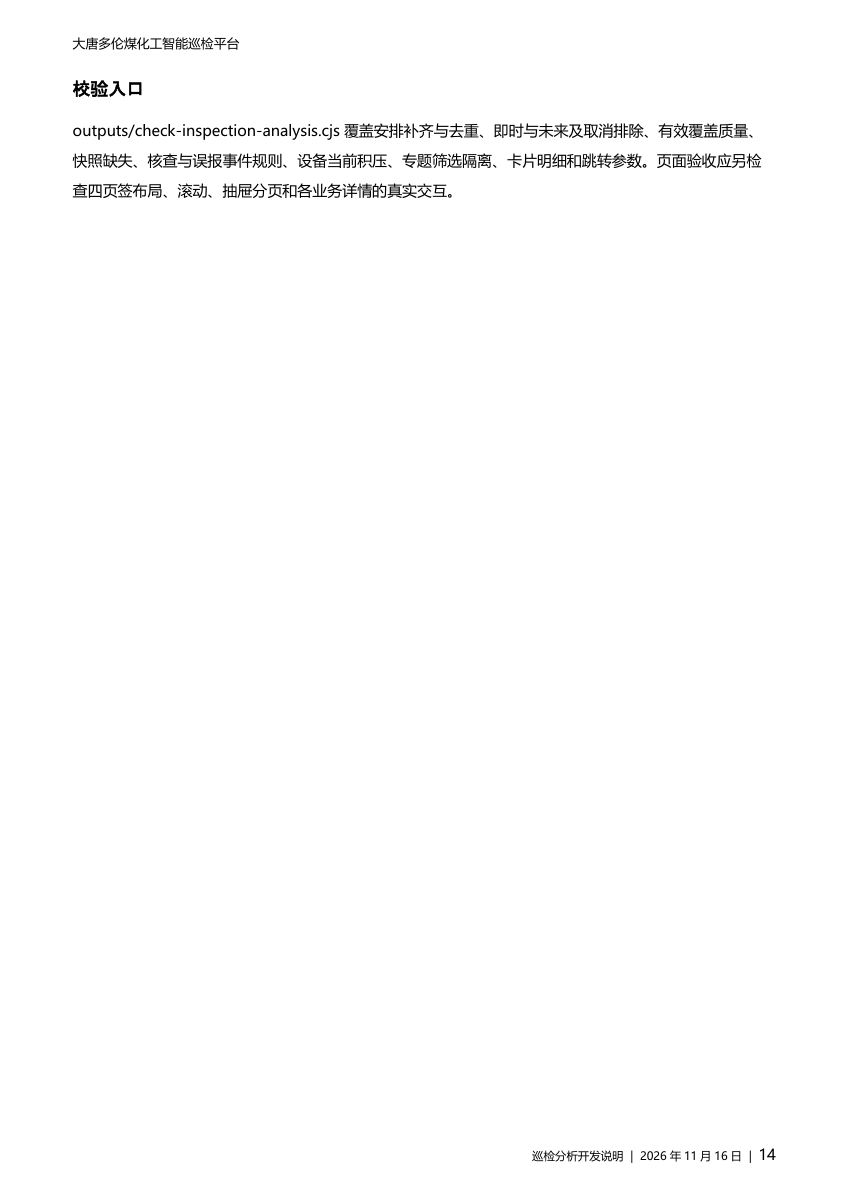 大唐多伦煤化工智能巡检平台
校验入口
outputs/check-inspection-analysis.cjs 覆盖安排补齐与去重、即时与未来及取消排除、有效覆盖质量、
快照缺失、核查与误报事件规则、设备当前积压、专题筛选隔离、卡片明细和跳转参数。页面验收应另检
查四页签布局、滚动、抽屉分页和各业务详情的真实交互。
巡检分析开发说明 | 2026 年 11 月 16 日 | 14